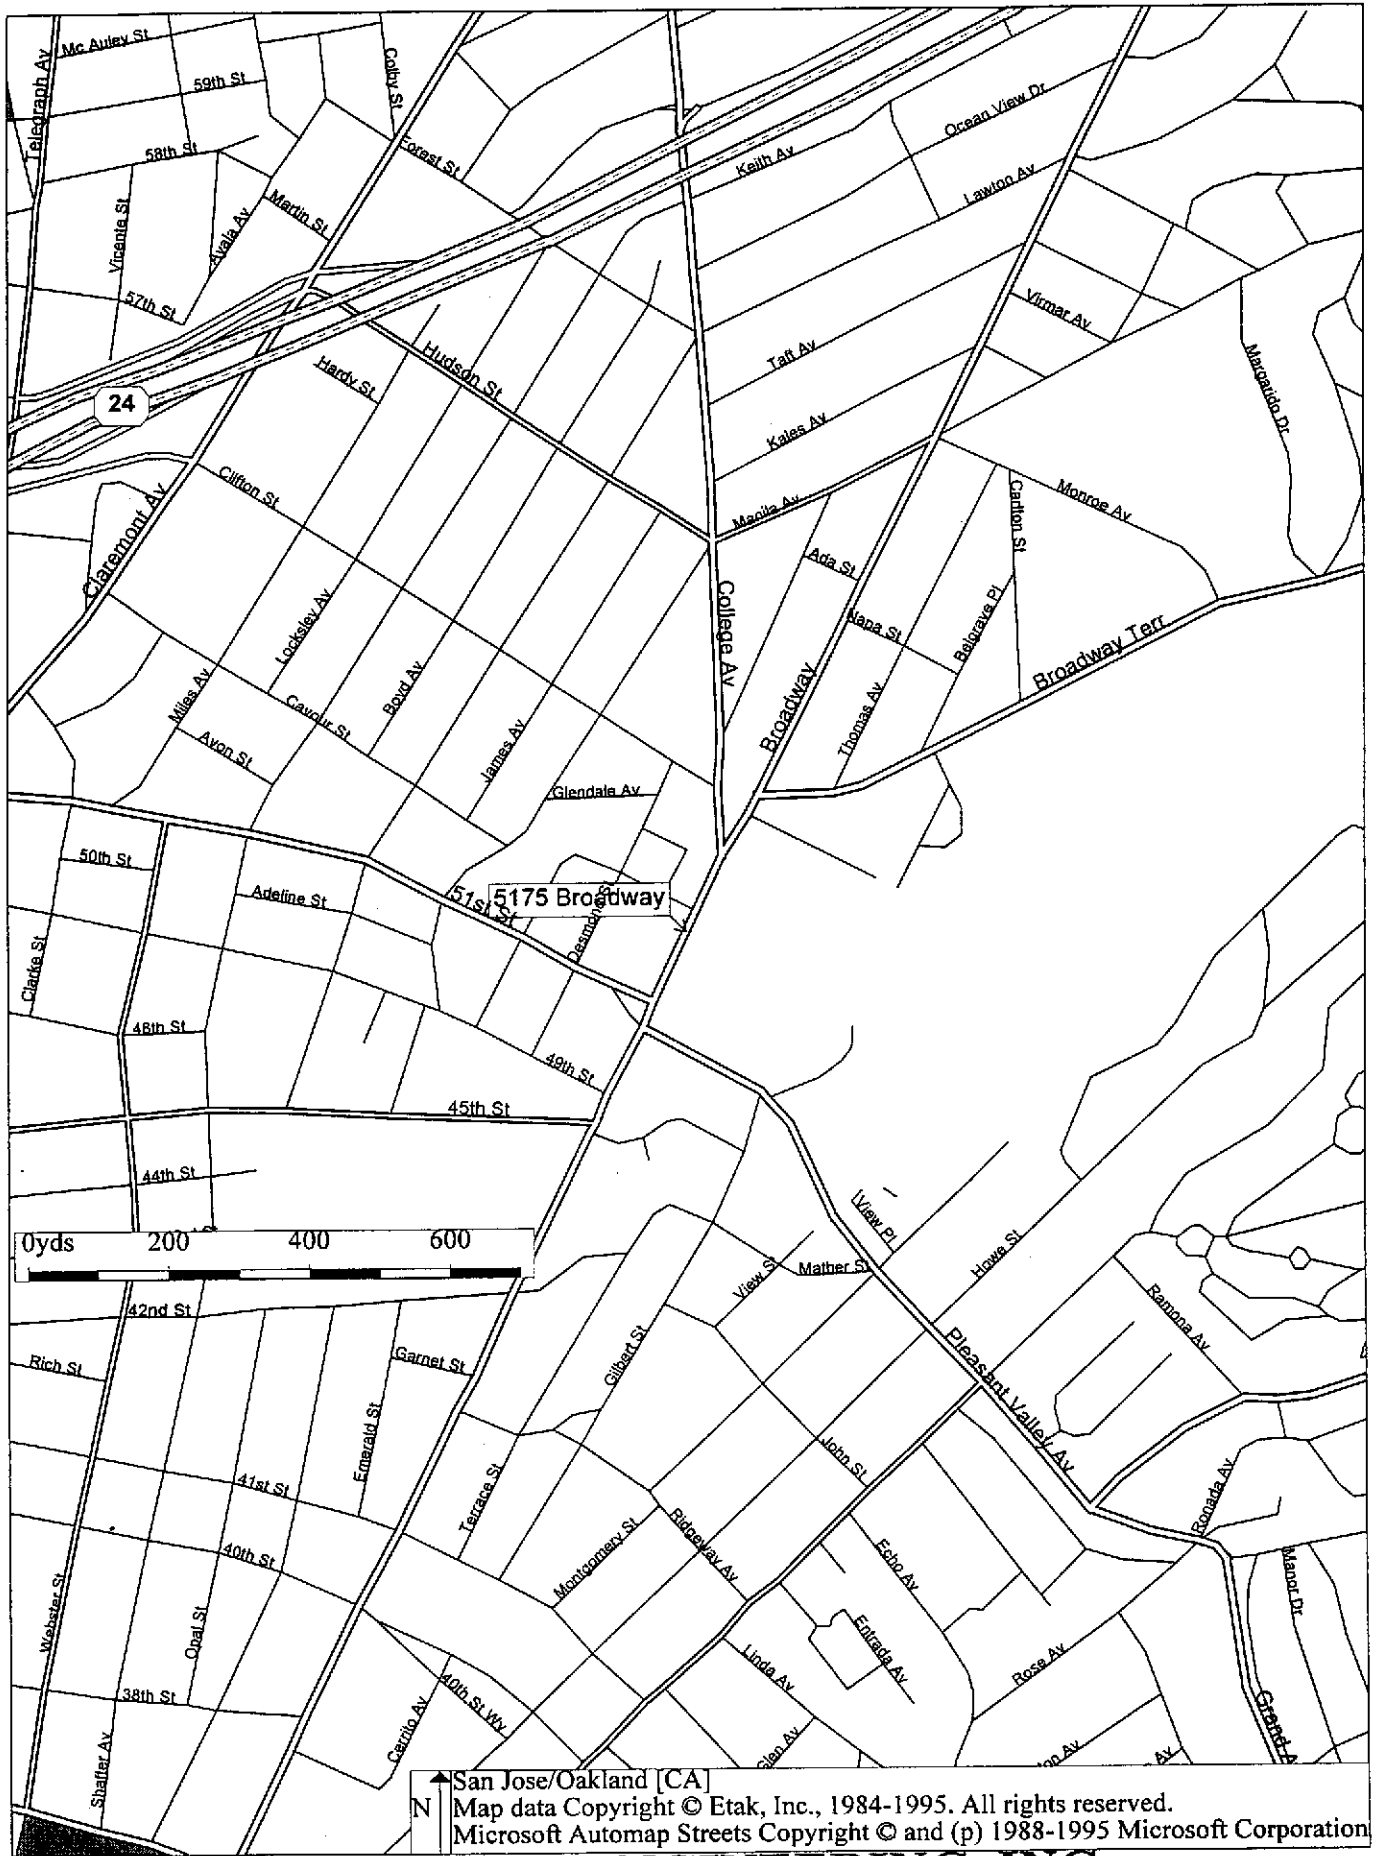 Mc Auley St
Telegraph Av
59th St
Colby St
58th St
Forest St
Ocean View Dr
Keith Av
Lawton Av
Vicente St
Ayala Av
Martin St
57th St
Virmar Av
Hardy St
Hudson St
Taft Av
Margarido Dr
24
Kales Av
Clifton St
Manila Av
Carlton St
Monroe Av
Claremont Av
Ada St
College Av
Locksley Av
Napa St
Belgrave Pl
Broadway Terr.
Miles Av
Boyd Av
Cavour St
Broadway
Thomas Av
Avon St
James Av
Glendale Av
50th St
Adeline St
51st St
5175 Broadway
Desmond St
Clarke St
48th St
49th St
45th St
44th St
View Pl
0yds 200 400 600
View St
Mather St
Howe St
42nd St
Ramona Av
Rich St
Garnet St
Gilbert St
Pleasant Valley Av
Emerald St
John St
41st St
Terrace St
Ronada Av
Montgomery St
Ridgeway Av
40th St
Echo Av
Manor Dr
Webster St
Opal St
Entrada Av
Linda Av
Rose Av
38th St
40th St Wy
Cerrito Av
Shafter Av
Glen Av
Av
Grand A
San Jose/Oakland [CA]
N Map data Copyright © Etak, Inc., 1984-1995. All rights reserved.
Microsoft Automap Streets Copyright © and (p) 1988-1995 Microsoft Corporation